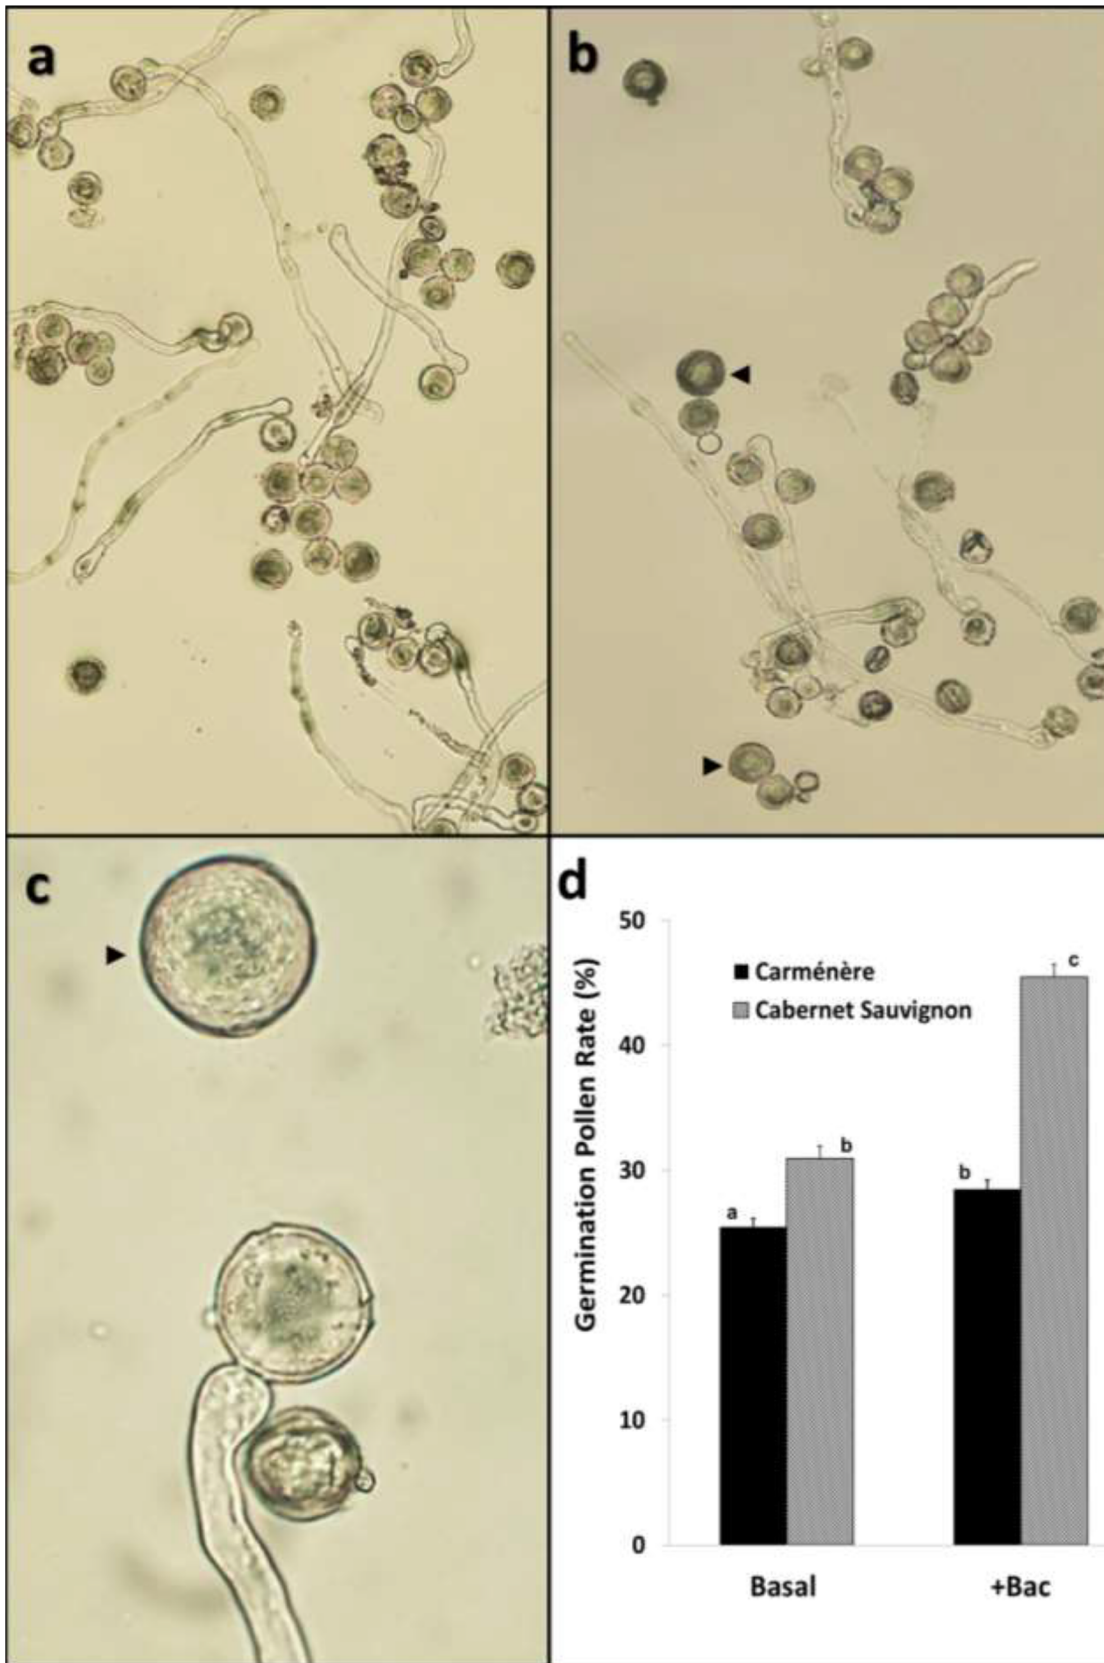 a
b
c
d
50
40
30
20
10
0
Germination Pollen Rate (%)
Carménère
Cabernet Sauvignon
a
b
b
c
Basal
+Bac